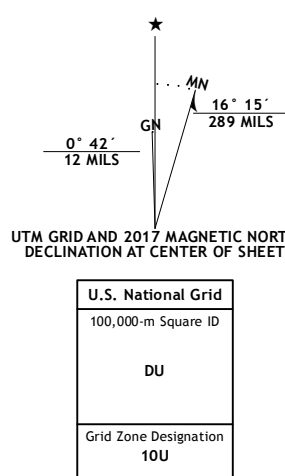 ★
MN
GN
16° 15´
289 MILS
0° 42´
12 MILS
UTM GRID AND 2017 MAGNETIC NORT
DECLINATION AT CENTER OF SHEET
U.S. National Grid
100,000-m Square ID
DU
Grid Zone Designation
10U